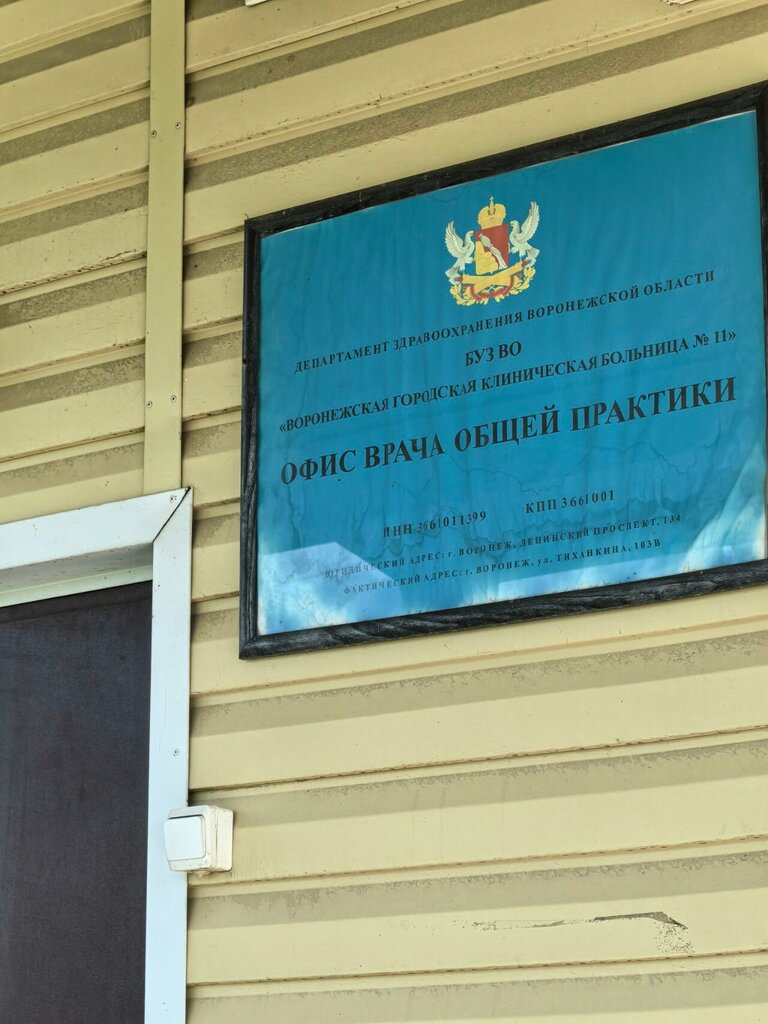 ДЕПАРТАМЕНТ ЗДРАВООХРАНЕНИЯ ВОРОНЕЖСКОЙ ОБЛАСТИ
БУЗ ВО
«ВОРОНЕЖСКАЯ ГОРОДСКАЯ КЛИНИЧЕСКАЯ БОЛЬНИЦА № 11»
ОФИС ВРАЧА ОБЩЕЙ ПРАКТИКИ
ИНН 3661011399 КПП 3661001
ЮРИДИЧЕСКИЙ АДРЕС: г. ВОРОНЕЖ, ЛЕНИНСКИЙ ПРОСПЕКТ, 134
ФАКТИЧЕСКИЙ АДРЕС: г. ВОРОНЕЖ, ул. ТИХАНКИНА, 103В